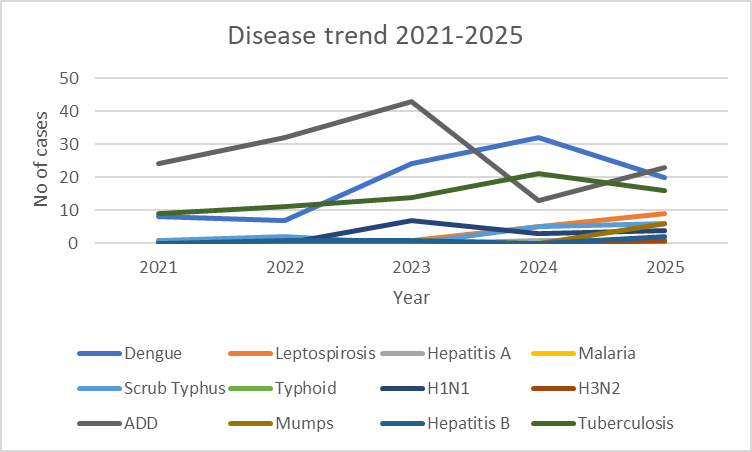 Disease trend 2021-2025
50
40
30
20
10
0
No of cases
2021 2022 2023 2024 2025
Year
Dengue Leptospirosis Hepatitis A Malaria
Scrub Typhus Typhoid H1N1 H3N2
ADD Mumps Hepatitis B Tuberculosis